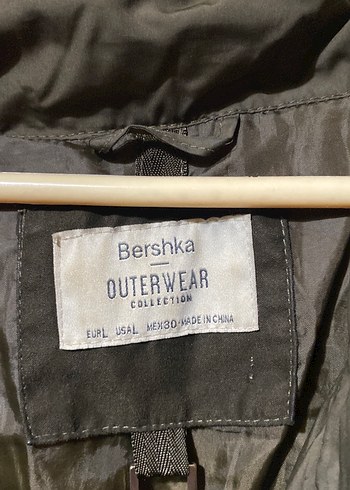 Bershka
OUTERWEAR
COLLECTION
EUR L USA L MEX 30 - MADE IN CHINA